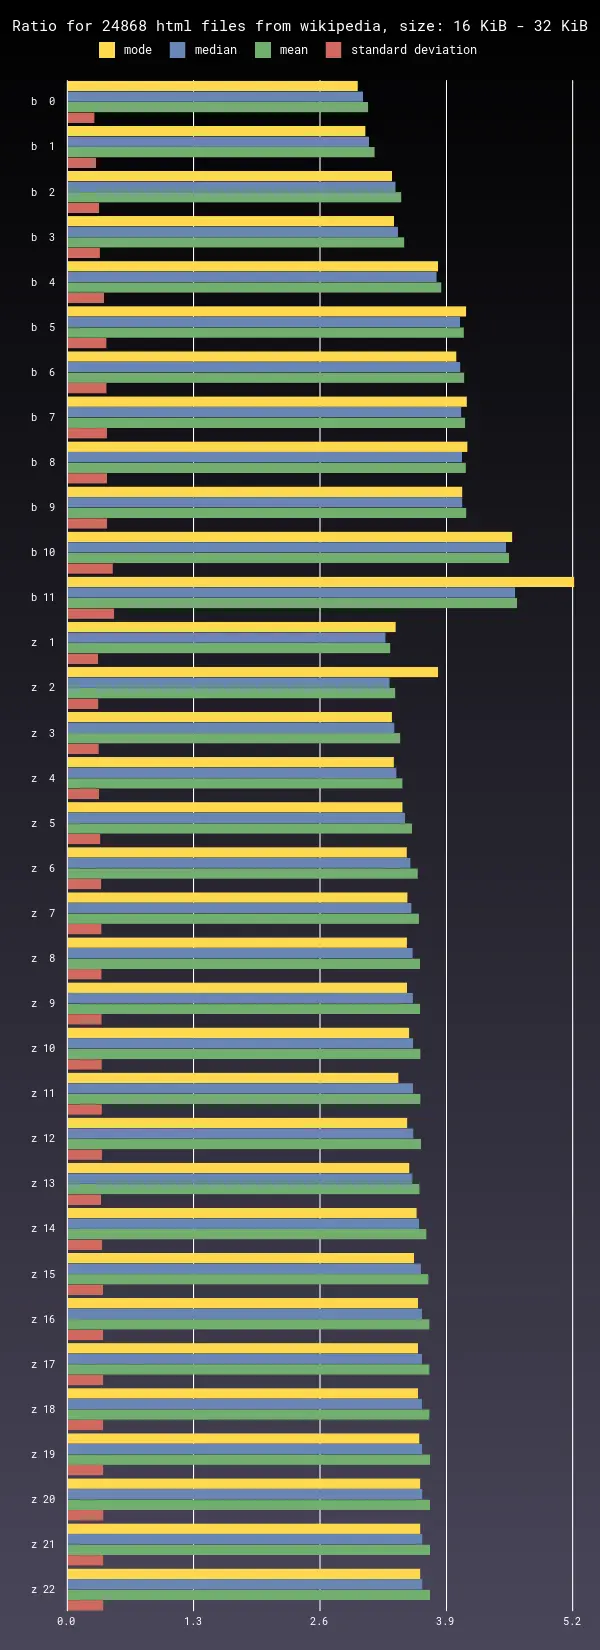 Ratio for 24868 html files from wikipedia, size: 16 KiB - 32 KiB
mode median mean standard deviation
b 0
b 1
b 2
b 3
b 4
b 5
b 6
b 7
b 8
b 9
b 10
b 11
z 1
z 2
z 3
z 4
z 5
z 6
z 7
z 8
z 9
z 10
z 11
z 12
z 13
z 14
z 15
z 16
z 17
z 18
z 19
z 20
z 21
z 22
0.0 1.3 2.6 3.9 5.2